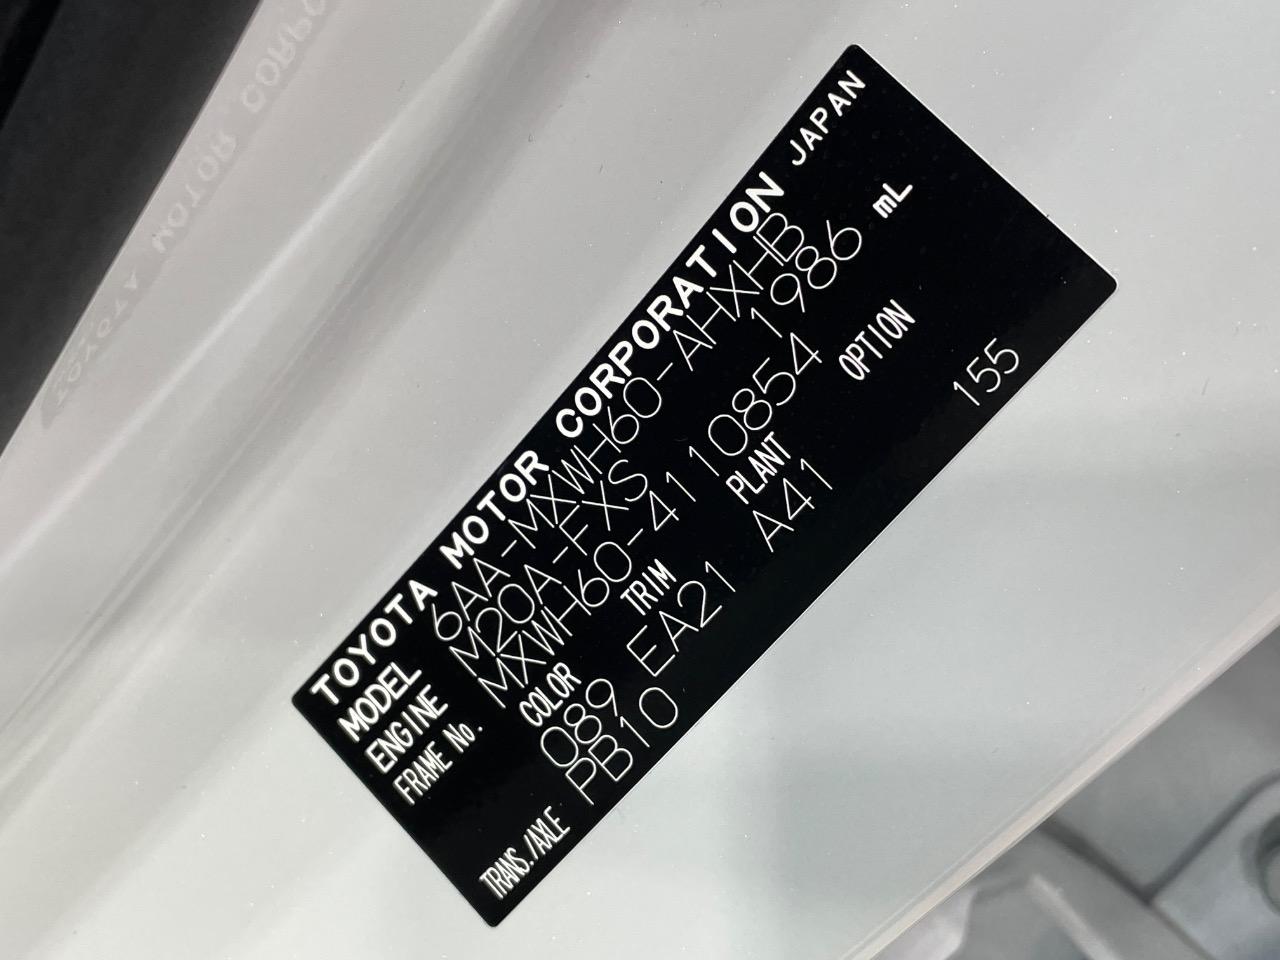 TOYOTA MOTOR CORPORATION JAPAN
MODEL 6AA-MXWH60-AHXHB
ENGINE M20A-FXS 1986 mL
FRAME No. MXWH60-4110854
COLOR TRIM PLANT OPTION
089 EA21 A41 155
TRANS./AXLE PB10